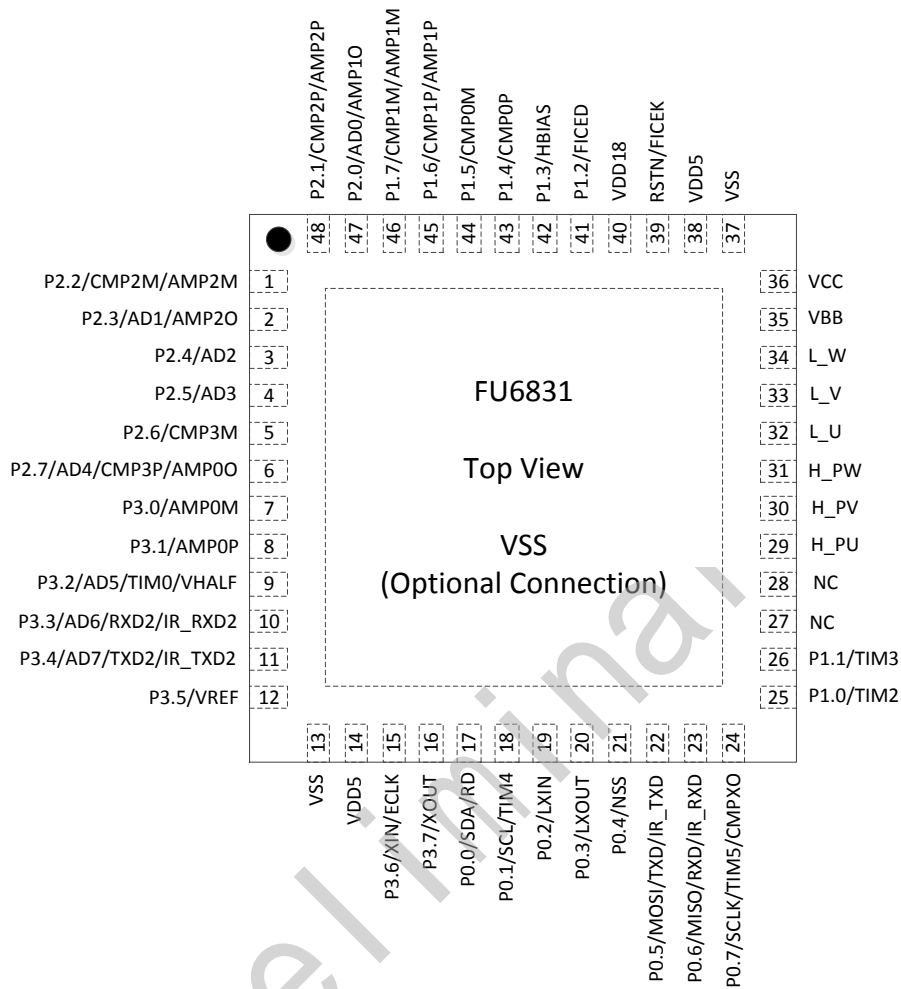 P2.1/CMP2P/AMP2P
P2.0/AD0/AMP1O
P1.7/CMP1M/AMP1M
P1.6/CMP1P/AMP1P
P1.5/CMP0M
P1.4/CMP0P
P1.3/HBIAS
P1.2/FICED
VDD18
RSTN/FICEK
VDD5
VSS
48 47 46 45 44 43 42 41 40 39 38 37
P2.2/CMP2M/AMP2M 1
P2.3/AD1/AMP2O 2
P2.4/AD2 3
P2.5/AD3 4
P2.6/CMP3M 5
P2.7/AD4/CMP3P/AMP0O 6
P3.0/AMP0M 7
P3.1/AMP0P 8
P3.2/AD5/TIM0/VHALF 9
P3.3/AD6/RXD2/IR_RXD2 10
P3.4/AD7/TXD2/IR_TXD2 11
P3.5/VREF 12
FU6831
Top View
VSS
(Optional Connection)
36 VCC
35 VBB
34 L_W
33 L_V
32 L_U
31 H_PW
30 H_PV
29 H_PU
28 NC
27 NC
26 P1.1/TIM3
25 P1.0/TIM2
13 14 15 16 17 18 19 20 21 22 23 24
VSS
VDD5
P3.6/XIN/ECLK
P3.7/XOUT
P0.0/SDA/RD
P0.1/SCL/TIM4
P0.2/LXIN
P0.3/LXOUT
P0.4/NSS
P0.5/MOSI/TXD/IR_TXD
P0.6/MISO/RXD/IR_RXD
P0.7/SCLK/TIM5/CMPXO